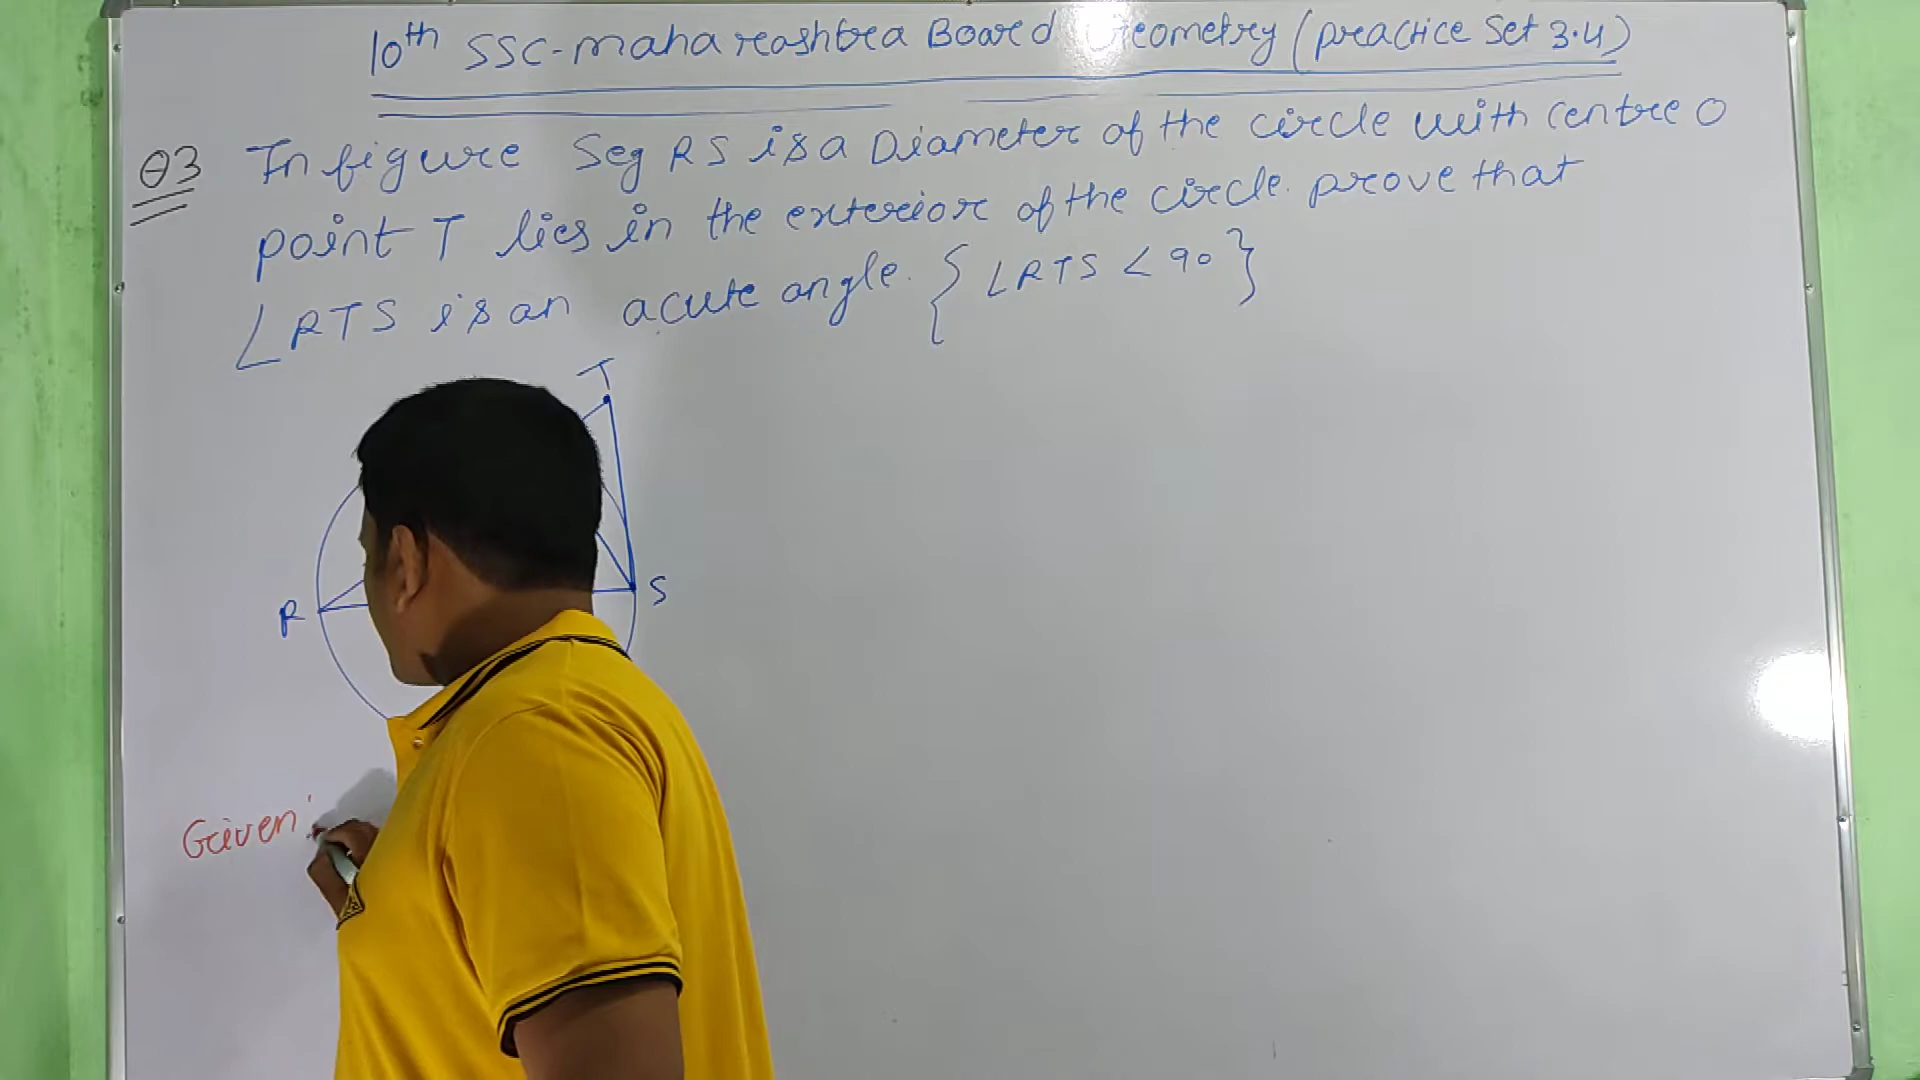 10th SSC-Maharashtra Board Geometry (practice Set 3.4)
Q3 In figure Seg RS is a Diameter of the circle with centre O
point T lies in the exterior of the circle. prove that
∠RTS is an acute angle. {∠RTS < 90}
T
R S
Given: